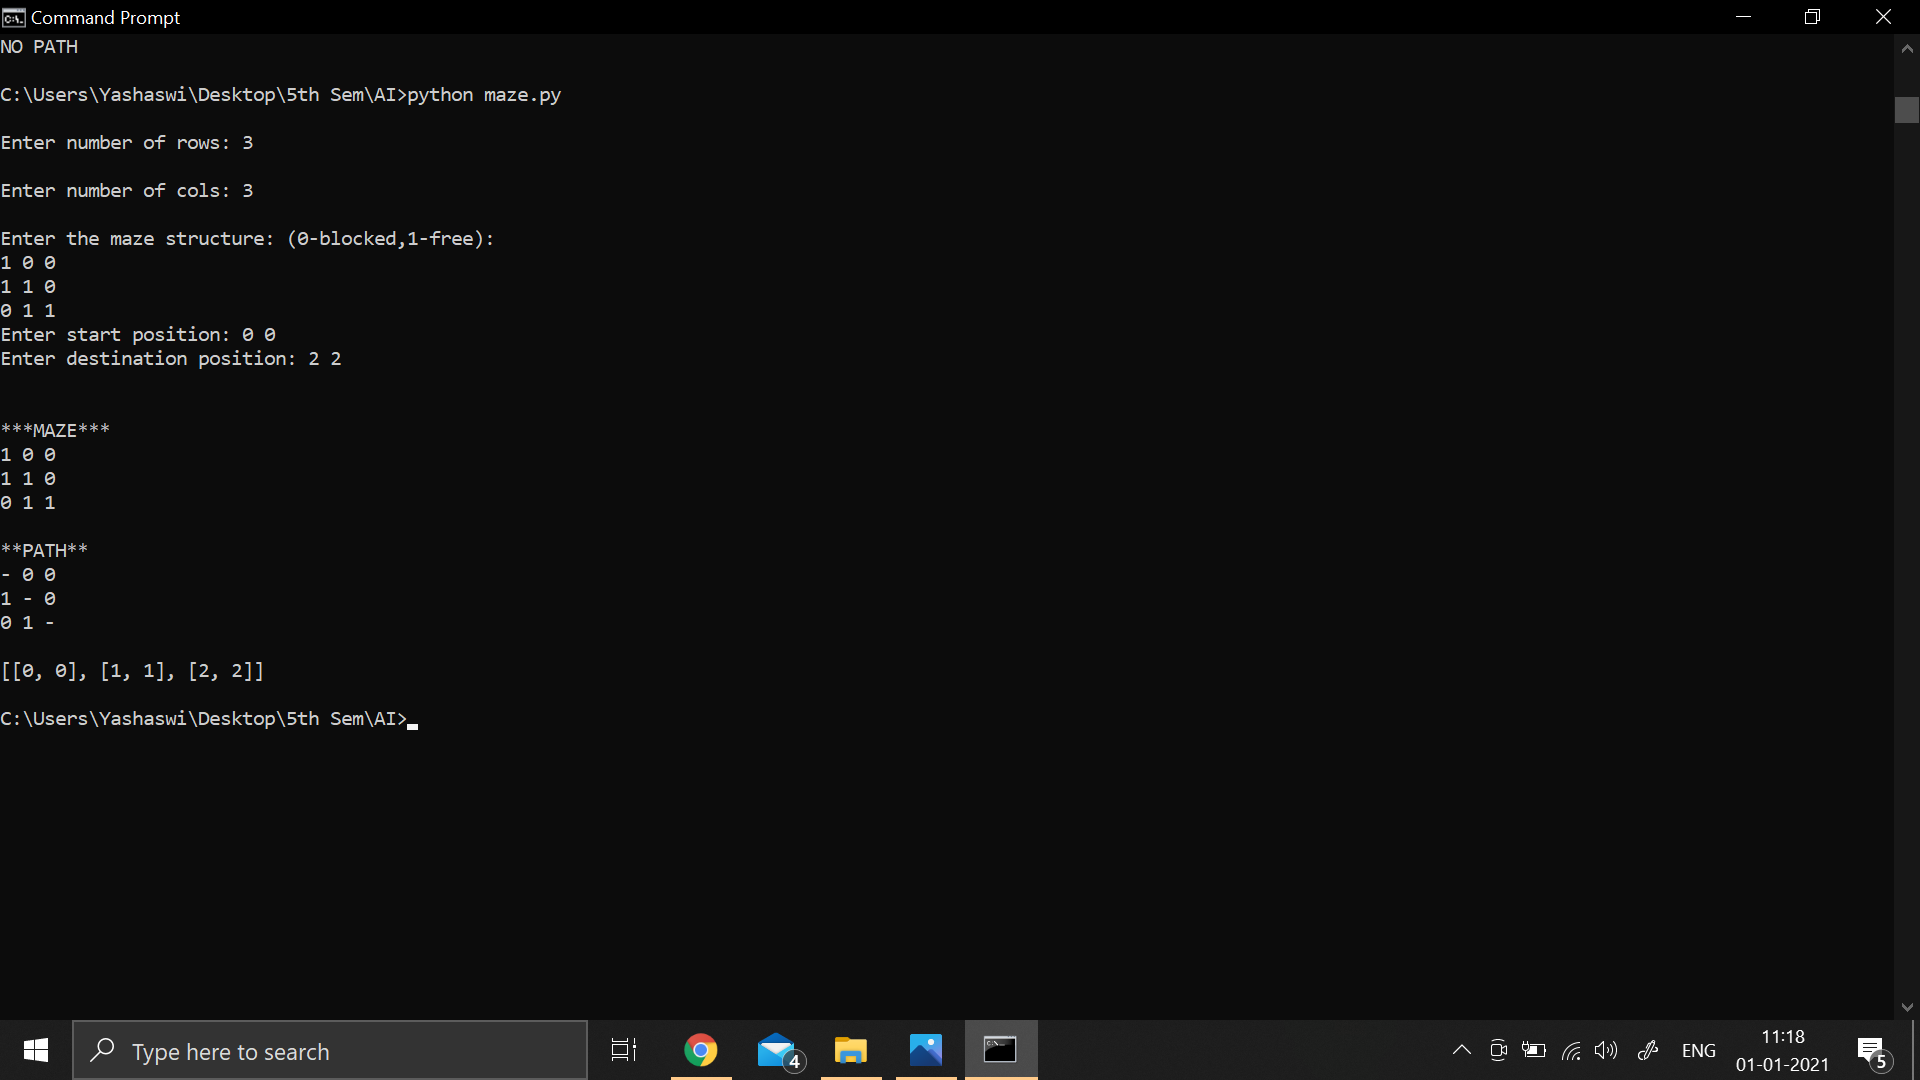 Command Prompt
NO PATH
C:\Users\Yashaswi\Desktop\5th Sem\AI>python maze.py
Enter number of rows: 3
Enter number of cols: 3
Enter the maze structure: (0-blocked,1-free):
1 0 0
1 1 0
0 1 1
Enter start position: 0 0
Enter destination position: 2 2
***MAZE***
1 0 0
1 1 0
0 1 1
**PATH**
- 0 0
1 - 0
0 1 -
[[0, 0], [1, 1], [2, 2]]
C:\Users\Yashaswi\Desktop\5th Sem\AI>
Type here to search
4
ENG
11:18
01-01-2021
5